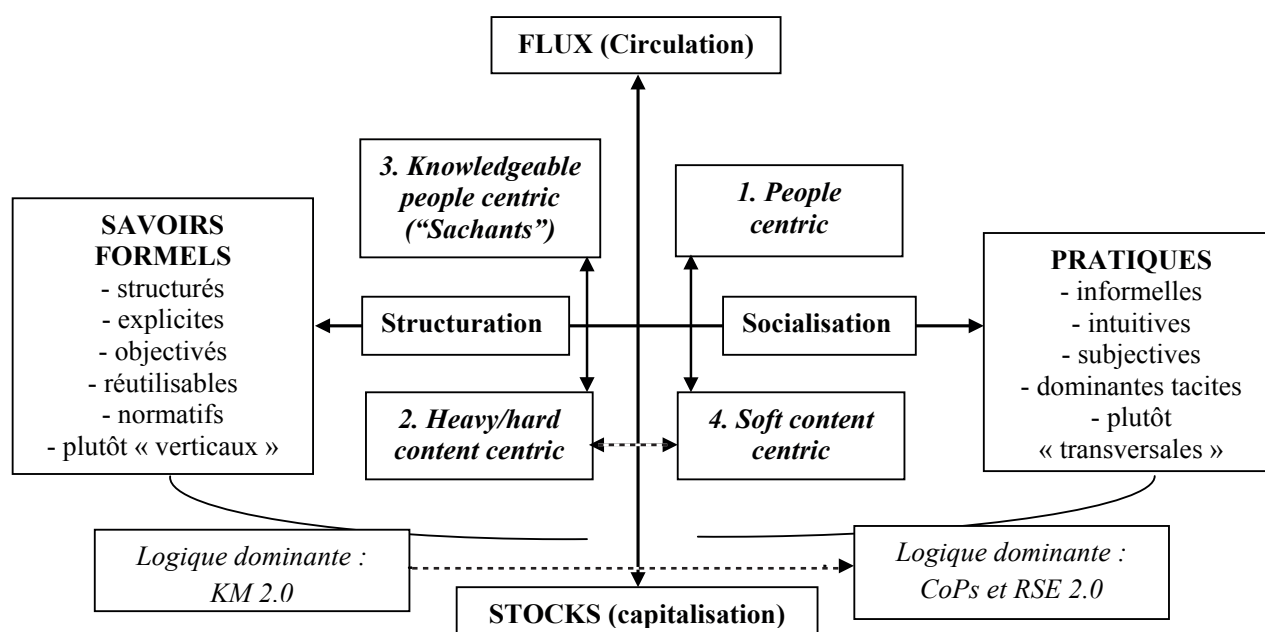 FLUX (Circulation)
3. Knowledgeable
people centric
(“Sachants”)
1. People
centric
SAVOIRS
FORMELS
- structurés
- explicites
- objectivés
- réutilisables
- normatifs
- plutôt « verticaux »
PRATIQUES
- informelles
- intuitives
- subjectives
- dominantes tacites
- plutôt
« transversales »
Structuration
Socialisation
2. Heavy/hard
content centric
4. Soft content
centric
Logique dominante :
KM 2.0
Logique dominante :
CoPs et RSE 2.0
STOCKS (capitalisation)